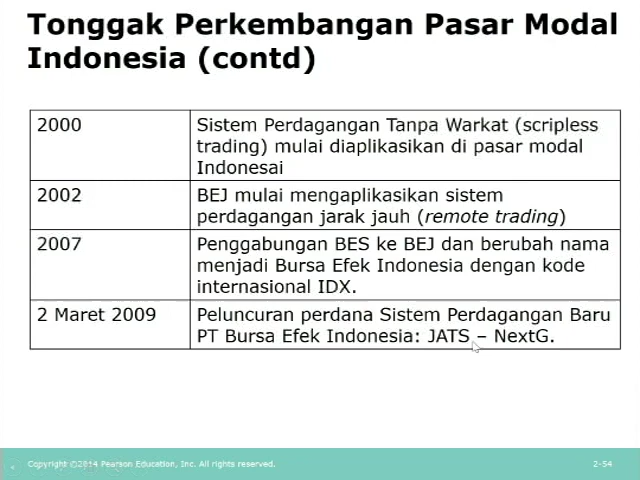 Tonggak Perkembangan Pasar Modal
Indonesia (contd)
2000
Sistem Perdagangan Tanpa Warkat (scripless
trading) mulai diaplikasikan di pasar modal
Indonesai
2002
BEJ mulai mengaplikasikan sistem
perdagangan jarak jauh (remote trading)
2007
Penggabungan BES ke BEJ dan berubah nama
menjadi Bursa Efek Indonesia dengan kode
internasional IDX.
2 Maret 2009
Peluncuran perdana Sistem Perdagangan Baru
PT Bursa Efek Indonesia: JATS – NextG.
Copyright ©2014 Pearson Education, Inc. All rights reserved.
2-54